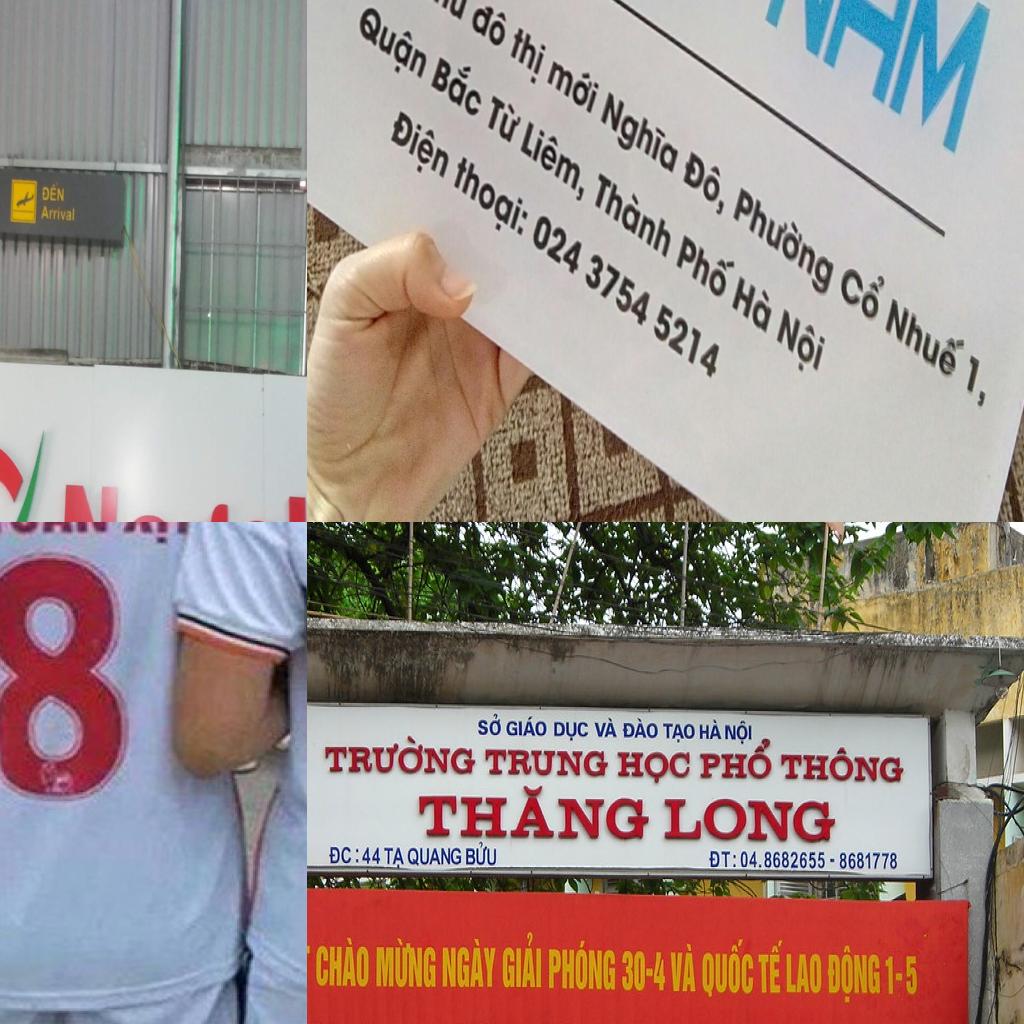 ĐẾN
Arrival
NAM
đô thị mới Nghĩa Đô, Phường Cổ Nhuế 1,
Quận Bắc Từ Liêm, Thành Phố Hà Nội
Điện thoại: 024 3754 5214
8
SỞ GIÁO DỤC VÀ ĐÀO TẠO HÀ NỘI
TRƯỜNG TRUNG HỌC PHỔ THÔNG
THĂNG LONG
ĐC : 44 TẠ QUANG BỬU
ĐT : 04.8682655 - 8681778
CHÀO MỪNG NGÀY GIẢI PHÓNG 30-4 VÀ QUỐC TẾ LAO ĐỘNG 1-5